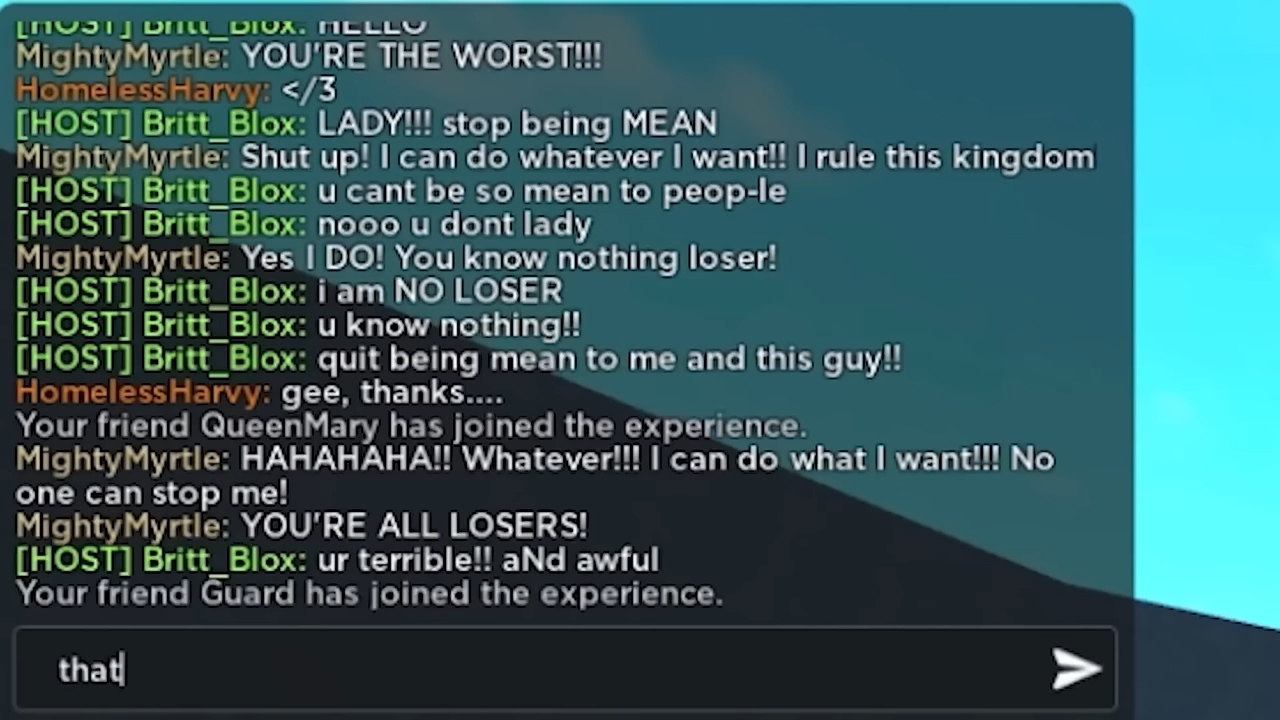 [HOST] Britt_Blox: HELLO
MightyMyrtle: YOU'RE THE WORST!!!
HomelessHarvy: </3
[HOST] Britt_Blox: LADY!!! stop being MEAN
MightyMyrtle: Shut up! I can do whatever I want!! I rule this kingdom
[HOST] Britt_Blox: u cant be so mean to peop-le
[HOST] Britt_Blox: nooo u dont lady
MightyMyrtle: Yes I DO! You know nothing loser!
[HOST] Britt_Blox: i am NO LOSER
[HOST] Britt_Blox: u know nothing!!
[HOST] Britt_Blox: quit being mean to me and this guy!!
HomelessHarvy: gee, thanks....
Your friend QueenMary has joined the experience.
MightyMyrtle: HAHAHAHA!! Whatever!!! I can do what I want!!! No
one can stop me!
MightyMyrtle: YOU'RE ALL LOSERS!
[HOST] Britt_Blox: ur terrible!! aNd awful
Your friend Guard has joined the experience.
that